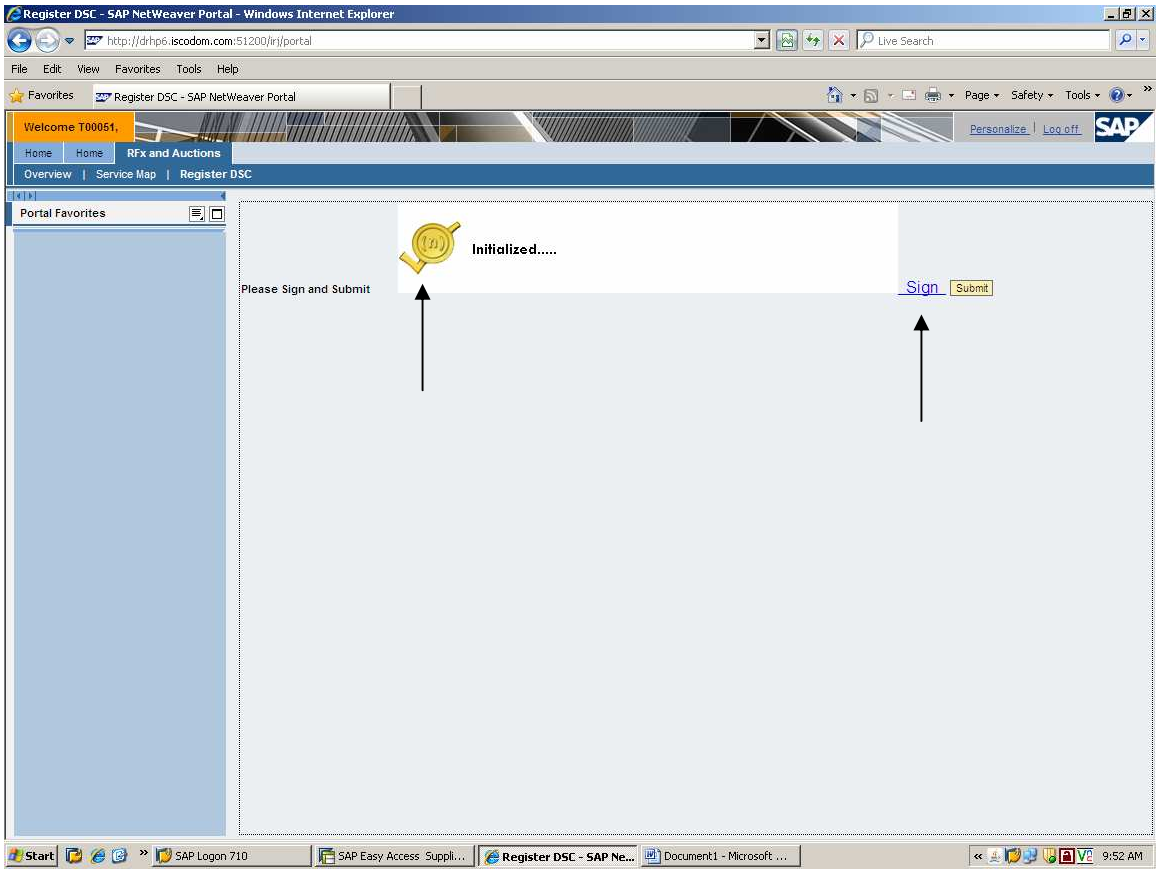 Register DSC - SAP NetWeaver Portal - Windows Internet Explorer
http://drhp6.iscodom.com:51200/irj/portal
Live Search
File Edit View Favorites Tools Help
Favorites Register DSC - SAP NetWeaver Portal Page Safety Tools »
Welcome T00051, Personalize | Log off SAP
Home Home RFx and Auctions
Overview | Service Map | Register DSC
Portal Favorites
(n) Initialized.....
Please Sign and Submit Sign Submit
Start » SAP Logon 710 SAP Easy Access Suppli... Register DSC - SAP Ne... Document1 - Microsoft ... « 9:52 AM